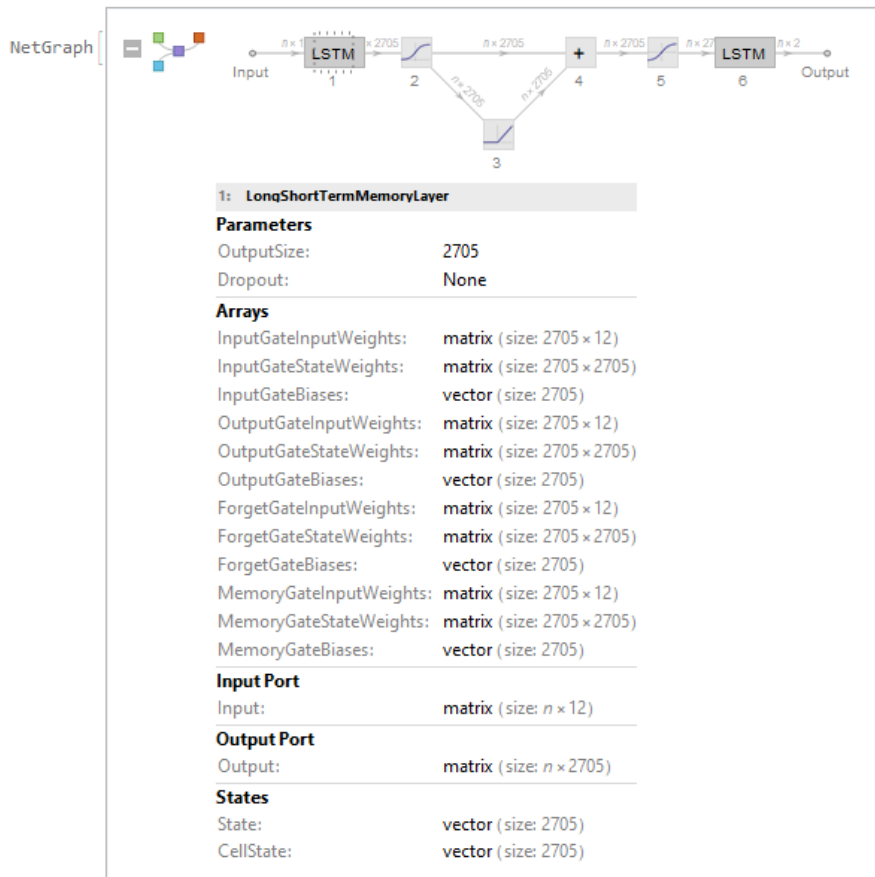 NetGraph
n×1 ×2705 n×2705 n×2705 n×27 n×2
LSTM + LSTM
Input 1 2 4 5 6 Output
n×2705 n×2705
3
1: LongShortTermMemoryLayer
Parameters
OutputSize: 2705
Dropout: None
Arrays
InputGateInputWeights: matrix (size: 2705×12)
InputGateStateWeights: matrix (size: 2705×2705)
InputGateBiases: vector (size: 2705)
OutputGateInputWeights: matrix (size: 2705×12)
OutputGateStateWeights: matrix (size: 2705×2705)
OutputGateBiases: vector (size: 2705)
ForgetGateInputWeights: matrix (size: 2705×12)
ForgetGateStateWeights: matrix (size: 2705×2705)
ForgetGateBiases: vector (size: 2705)
MemoryGateInputWeights: matrix (size: 2705×12)
MemoryGateStateWeights: matrix (size: 2705×2705)
MemoryGateBiases: vector (size: 2705)
Input Port
Input: matrix (size: n×12)
Output Port
Output: matrix (size: n×2705)
States
State: vector (size: 2705)
CellState: vector (size: 2705)